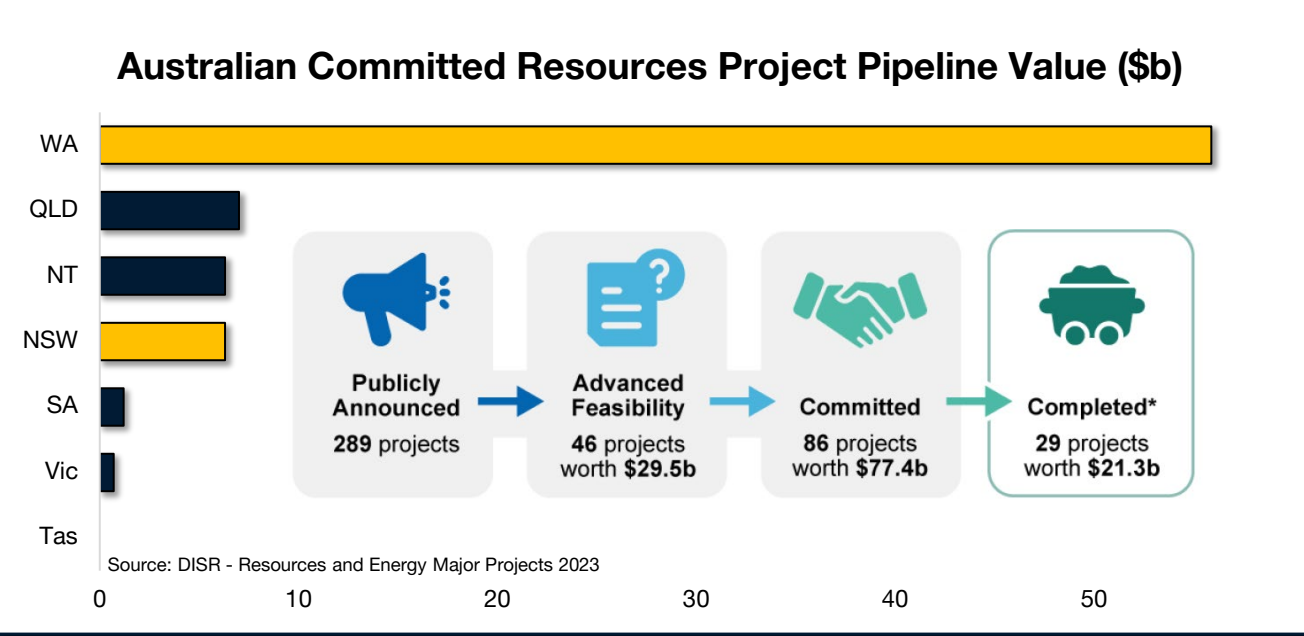 Australian Committed Resources Project Pipeline Value ($b)
WA
QLD
NT
NSW
SA
Vic
Tas
Publicly
Announced
289 projects
Advanced
Feasibility
46 projects
worth $29.5b
Committed
86 projects
worth $77.4b
Completed*
29 projects
worth $21.3b
?
Source: DISR - Resources and Energy Major Projects 2023
0 10 20 30 40 50